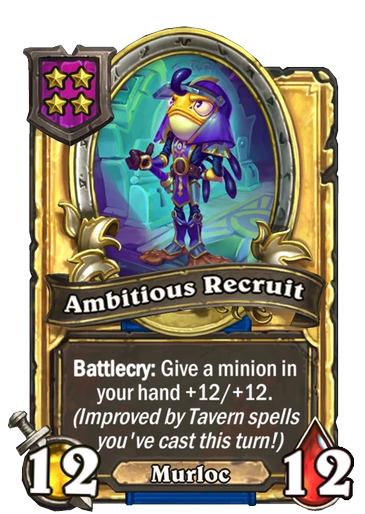 Ambitious Recruit
Battlecry: Give a minion in
your hand +12/+12.
(Improved by Tavern spells
you've cast this turn!)
12
Murloc
12